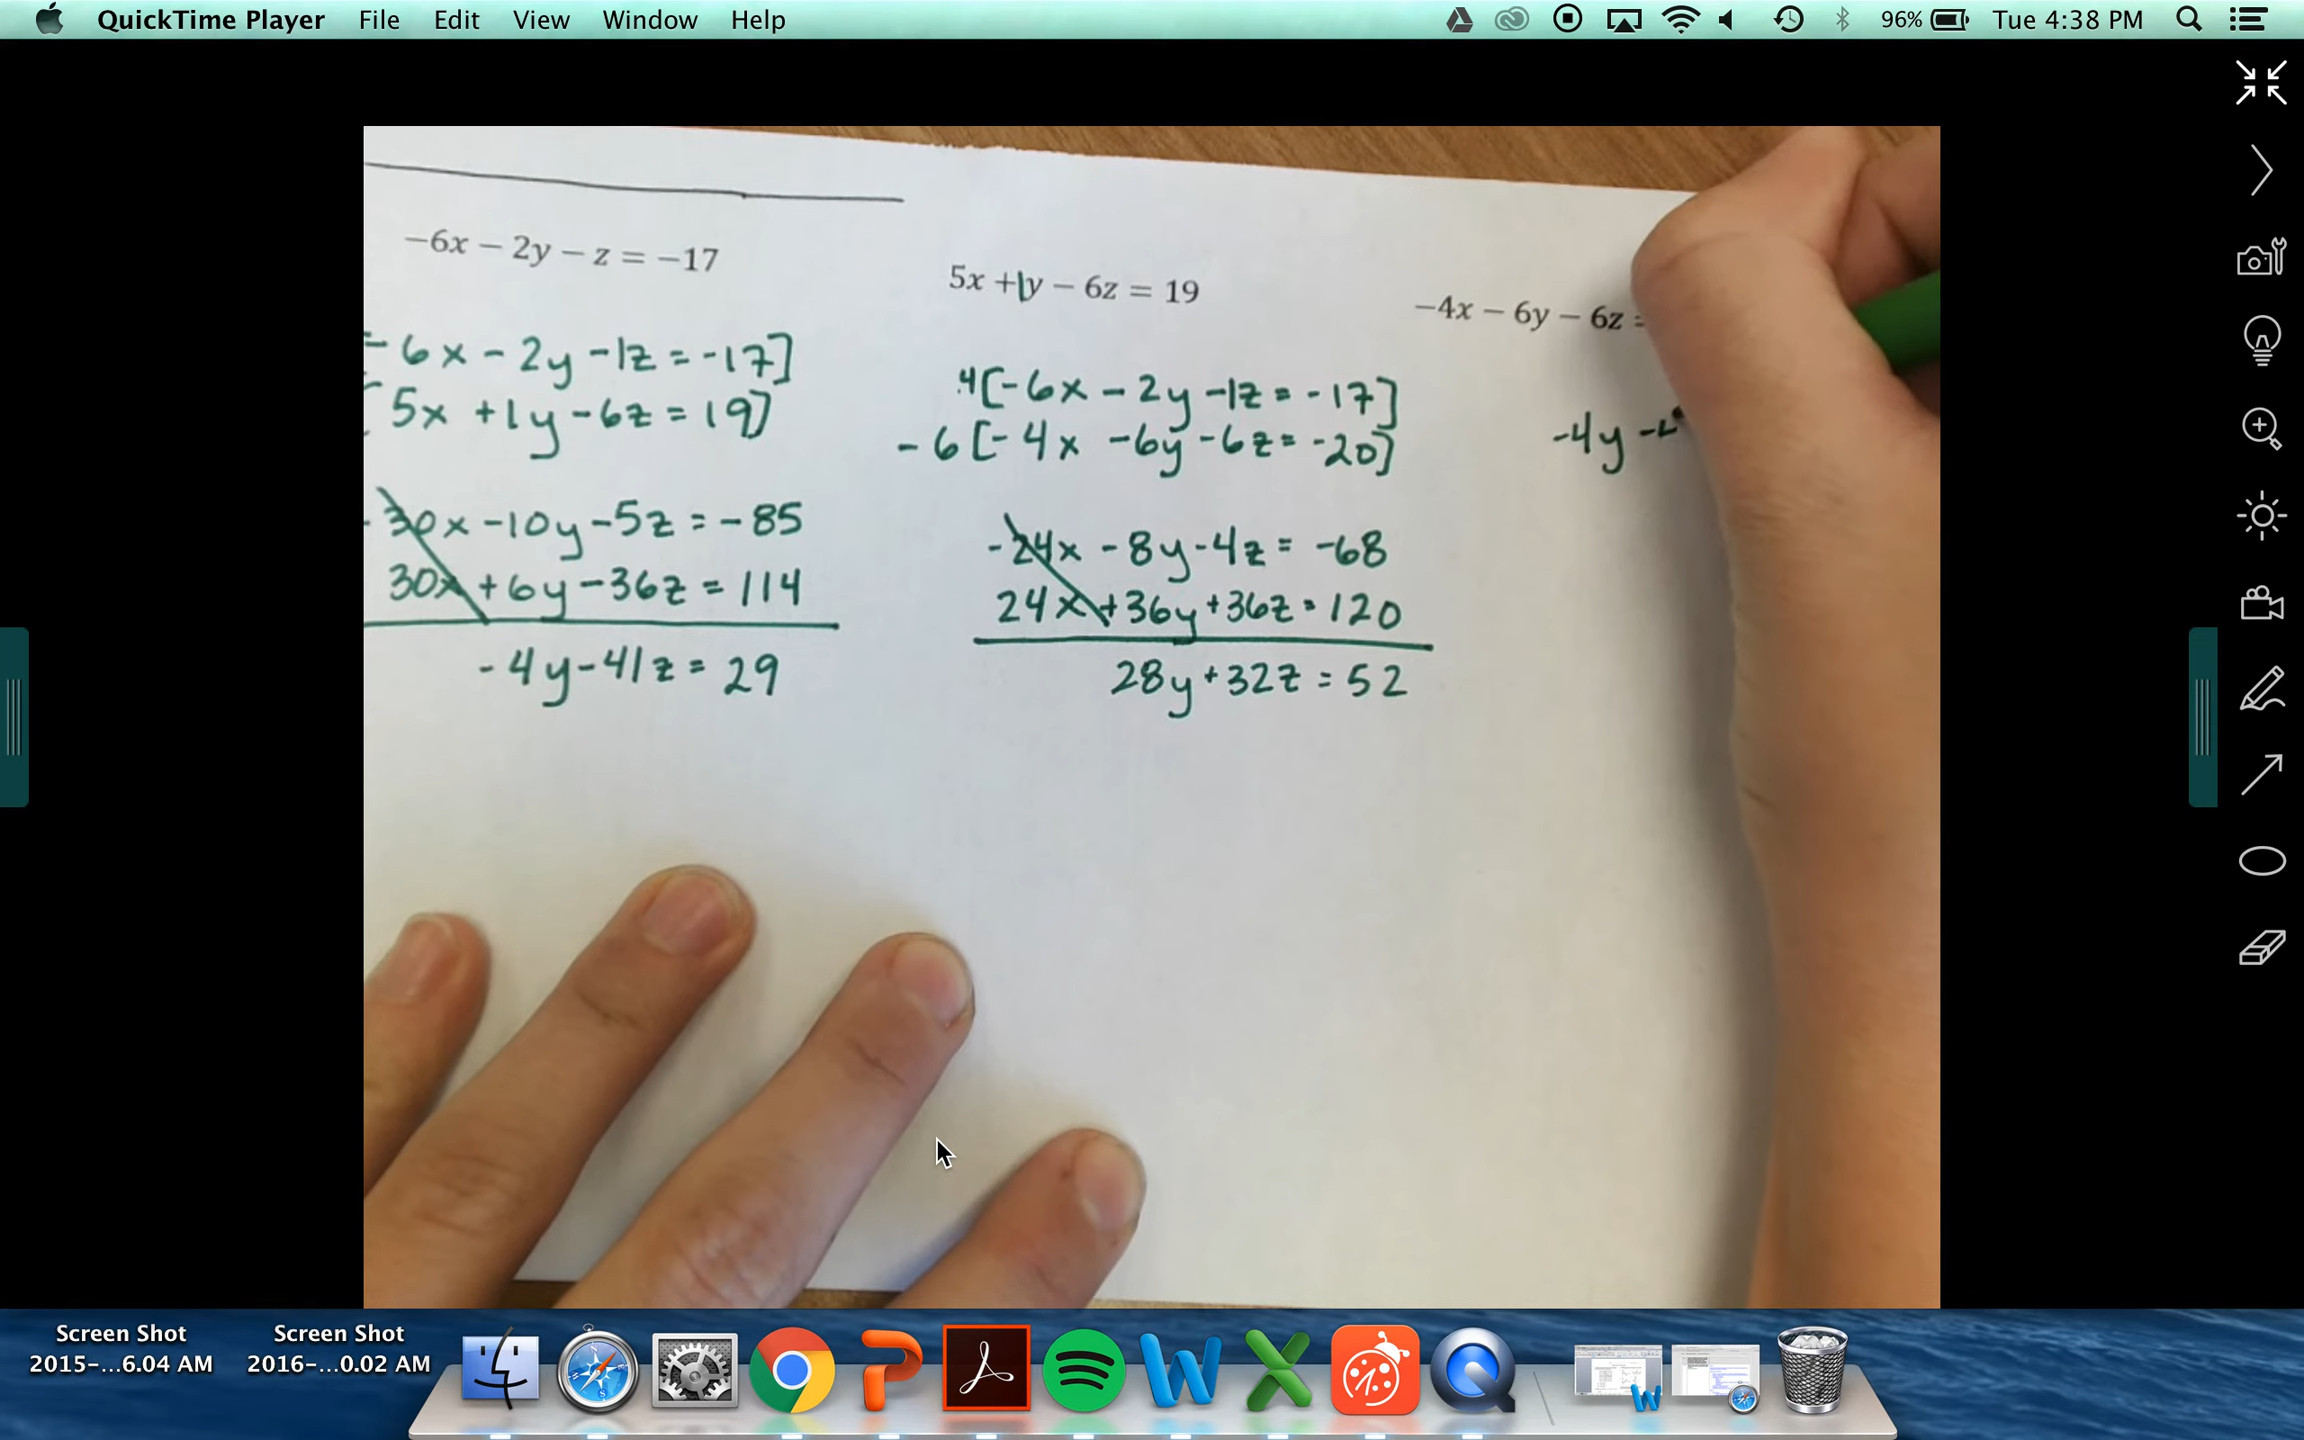 QuickTime Player File Edit View Window Help 96% Tue 4:38 PM
-6x - 2y - z = -17
5x + 1y - 6z = 19
-4x - 6y - 6z =
-6x - 2y - 1z = -17]
5x + 1y - 6z = 19]
-30x - 10y - 5z = -85
30x + 6y - 36z = 114
-4y - 41z = 29
4[-6x - 2y - 1z = -17]
-6[-4x - 6y - 6z = -20]
-24x - 8y - 4z = -68
24x + 36y + 36z = 120
28y + 32z = 52
-4y - 4
Screen Shot
2015-...6.04 AM
Screen Shot
2016-...0.02 AM